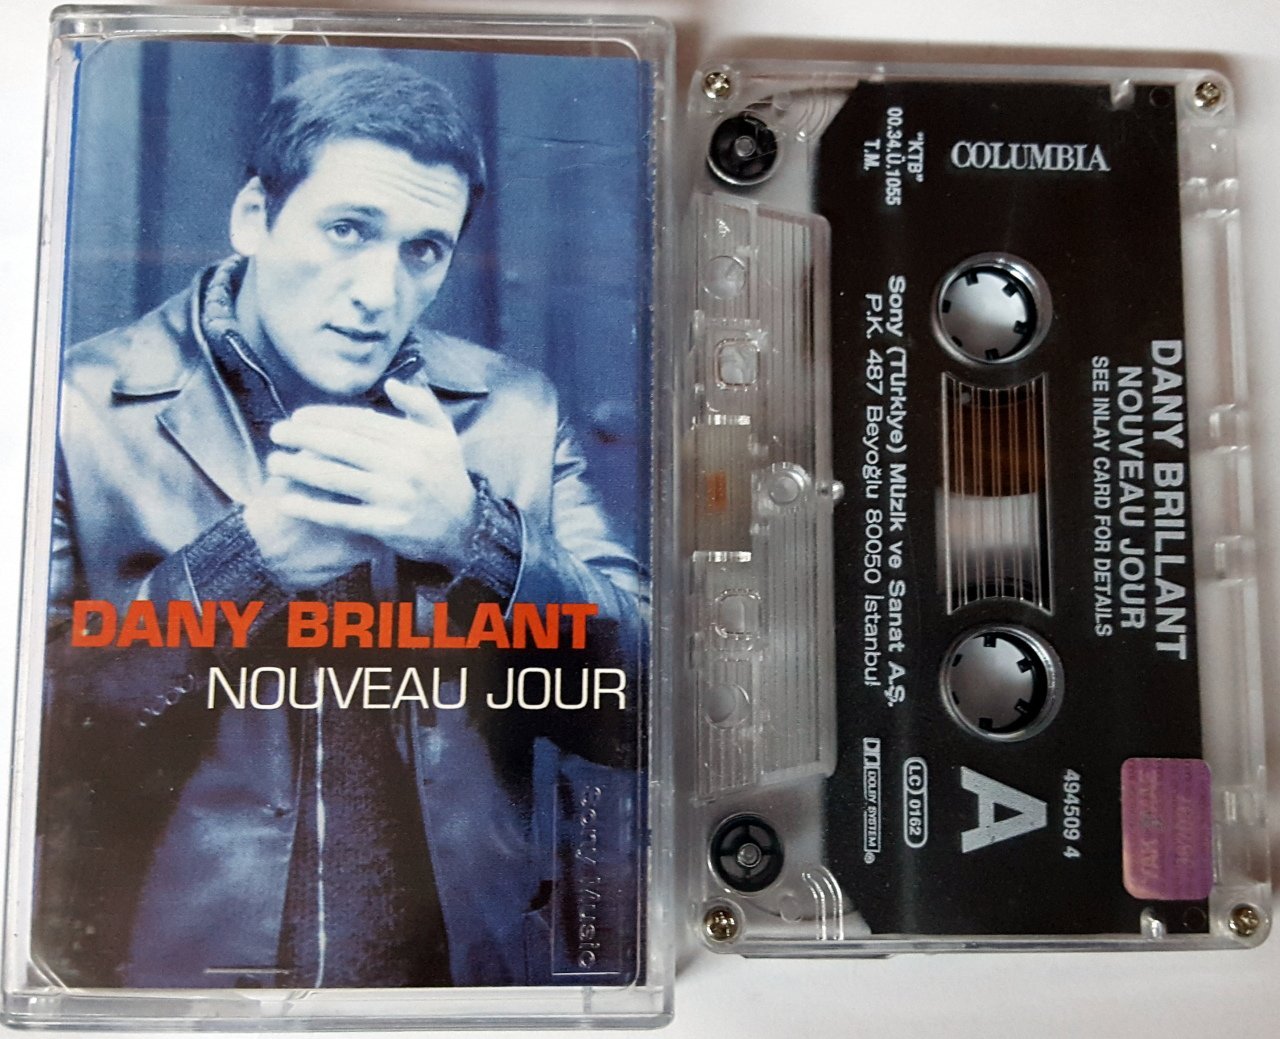 DANY BRILLANT
NOUVEAU JOUR
Sony Music
COLUMBIA
"KTB"
00.34.Ü.1055
T.M.
DANY BRILLANT
NOUVEAU JOUR
SEE INLAY CARD FOR DETAILS
Sony (Türkiye) Müzik ve Sanat A.Ş.
P.K. 487 Beyoğlu 80050 İstanbul
A
494509 4
LC 0162
DOLBY SYSTEM ®